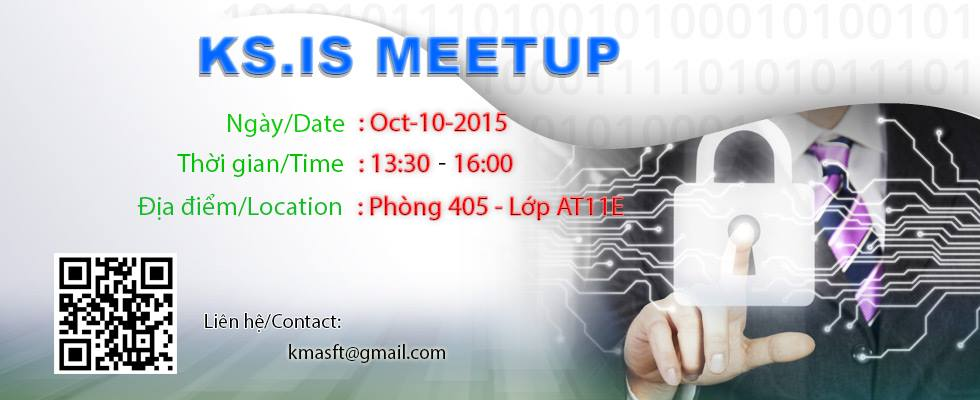 KS.IS MEETUP
Ngày/Date : Oct-10-2015
Thời gian/Time : 13:30 - 16:00
Địa điểm/Location : Phòng 405 - Lớp AT11E
Liên hệ/Contact:
kmasft@gmail.com